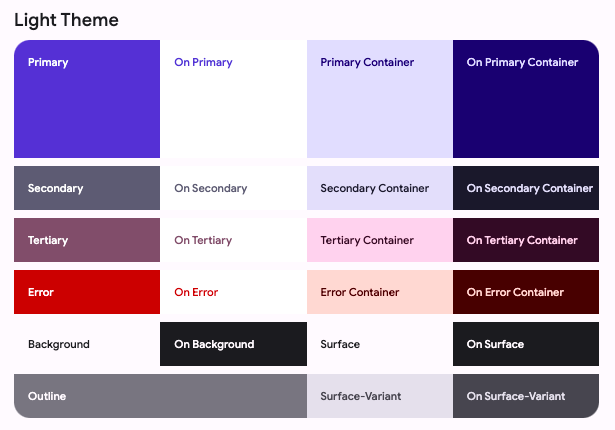 Light Theme
Primary
On Primary
Primary Container
On Primary Container
Secondary
On Secondary
Secondary Container
On Secondary Container
Tertiary
On Tertiary
Tertiary Container
On Tertiary Container
Error
On Error
Error Container
On Error Container
Background
On Background
Surface
On Surface
Outline
Surface-Variant
On Surface-Variant